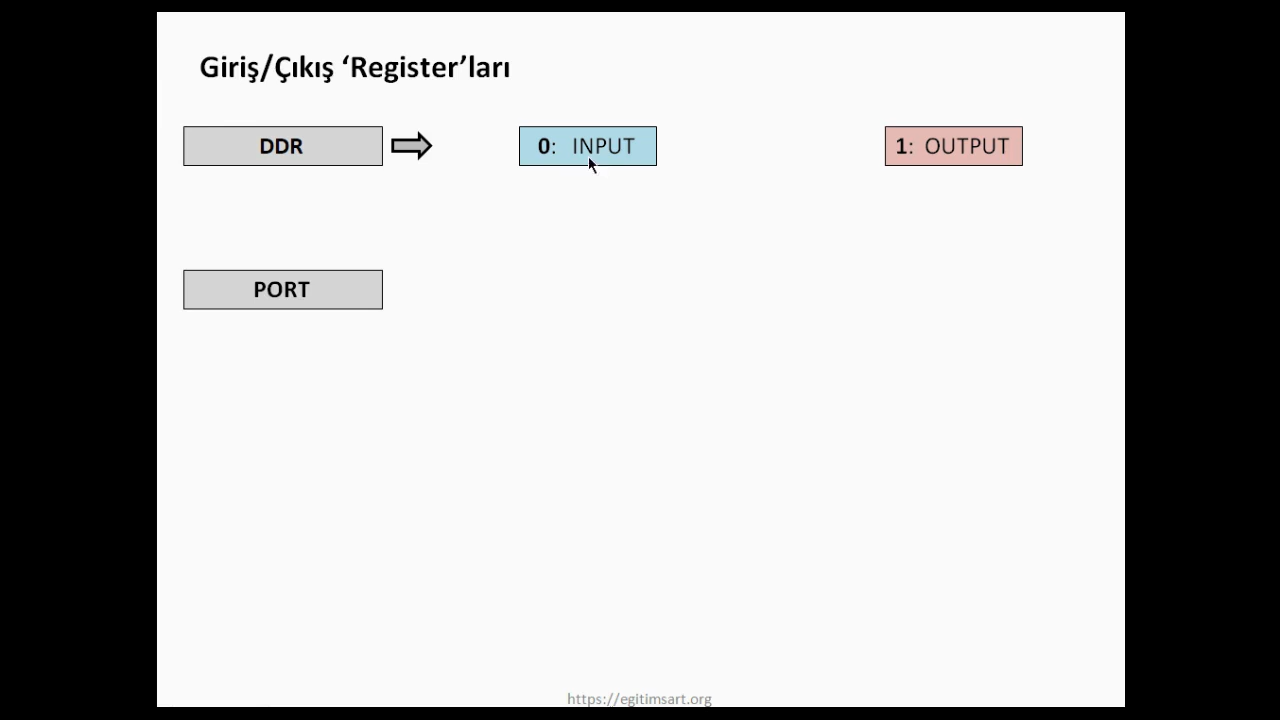 Giriş/Çıkış ‘Register’ları
DDR
0: INPUT
1: OUTPUT
PORT
https://egitimsart.org